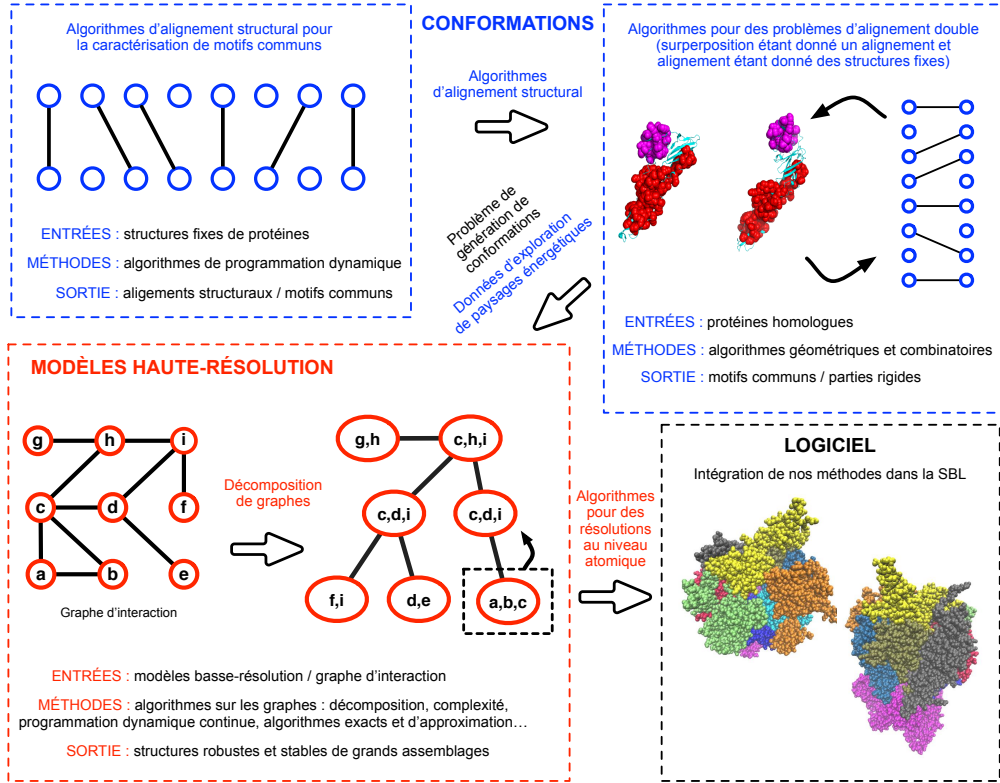 Algorithmes d'alignement structural pour
la caractérisation de motifs communs
ENTRÉES : structures fixes de protéines
MÉTHODES : algorithmes de programmation dynamique
SORTIE : aligements structuraux / motifs communs
CONFORMATIONS
Algorithmes
d'alignement structural
Problème de
génération de
conformations
Données d'exploration
de paysages énergétiques
Algorithmes pour des problèmes d'alignement double
(surperposition étant donné un alignement et
alignement étant donné des structures fixes)
ENTRÉES : protéines homologues
MÉTHODES : algorithmes géométriques et combinatoires
SORTIE : motifs communs / parties rigides
MODÈLES HAUTE-RÉSOLUTION
g
h
i
c
d
f
a
b
e
Graphe d'interaction
Décomposition
de graphes
g,h
c,h,i
c,d,i
c,d,i
f,i
d,e
a,b,c
Algorithmes
pour des
résolutions
au niveau
atomique
ENTRÉES : modèles basse-résolution / graphe d'interaction
MÉTHODES : algorithmes sur les graphes : décomposition, complexité,
programmation dynamique continue, algorithmes exacts et d'approximation…
SORTIE : structures robustes et stables de grands assemblages
LOGICIEL
Intégration de nos méthodes dans la SBL